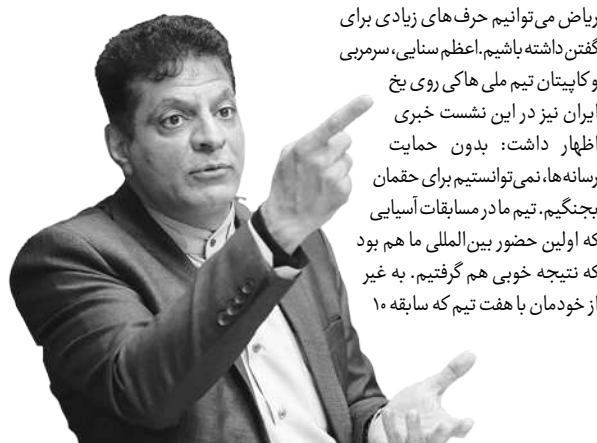 ریاض می‌توانیم حرف‌های زیادی برای
گفتن داشته باشیم.اعظم سنایی،سرمربی
و کاپیتان تیم ملی هاکی روی یخ
ایران نیز در این نشست خبری
اظهار داشت: بدون حمایت
رسانه‌ها، نمی‌توانستیم برای حقمان
بجنگیم. تیم ما در مسابقات آسیایی
که اولین حضور بین‌المللی ما هم بود
که نتیجه خوبی هم گرفتیم. به غیر
از خودمان با هفت تیم که سابقه ۱۰